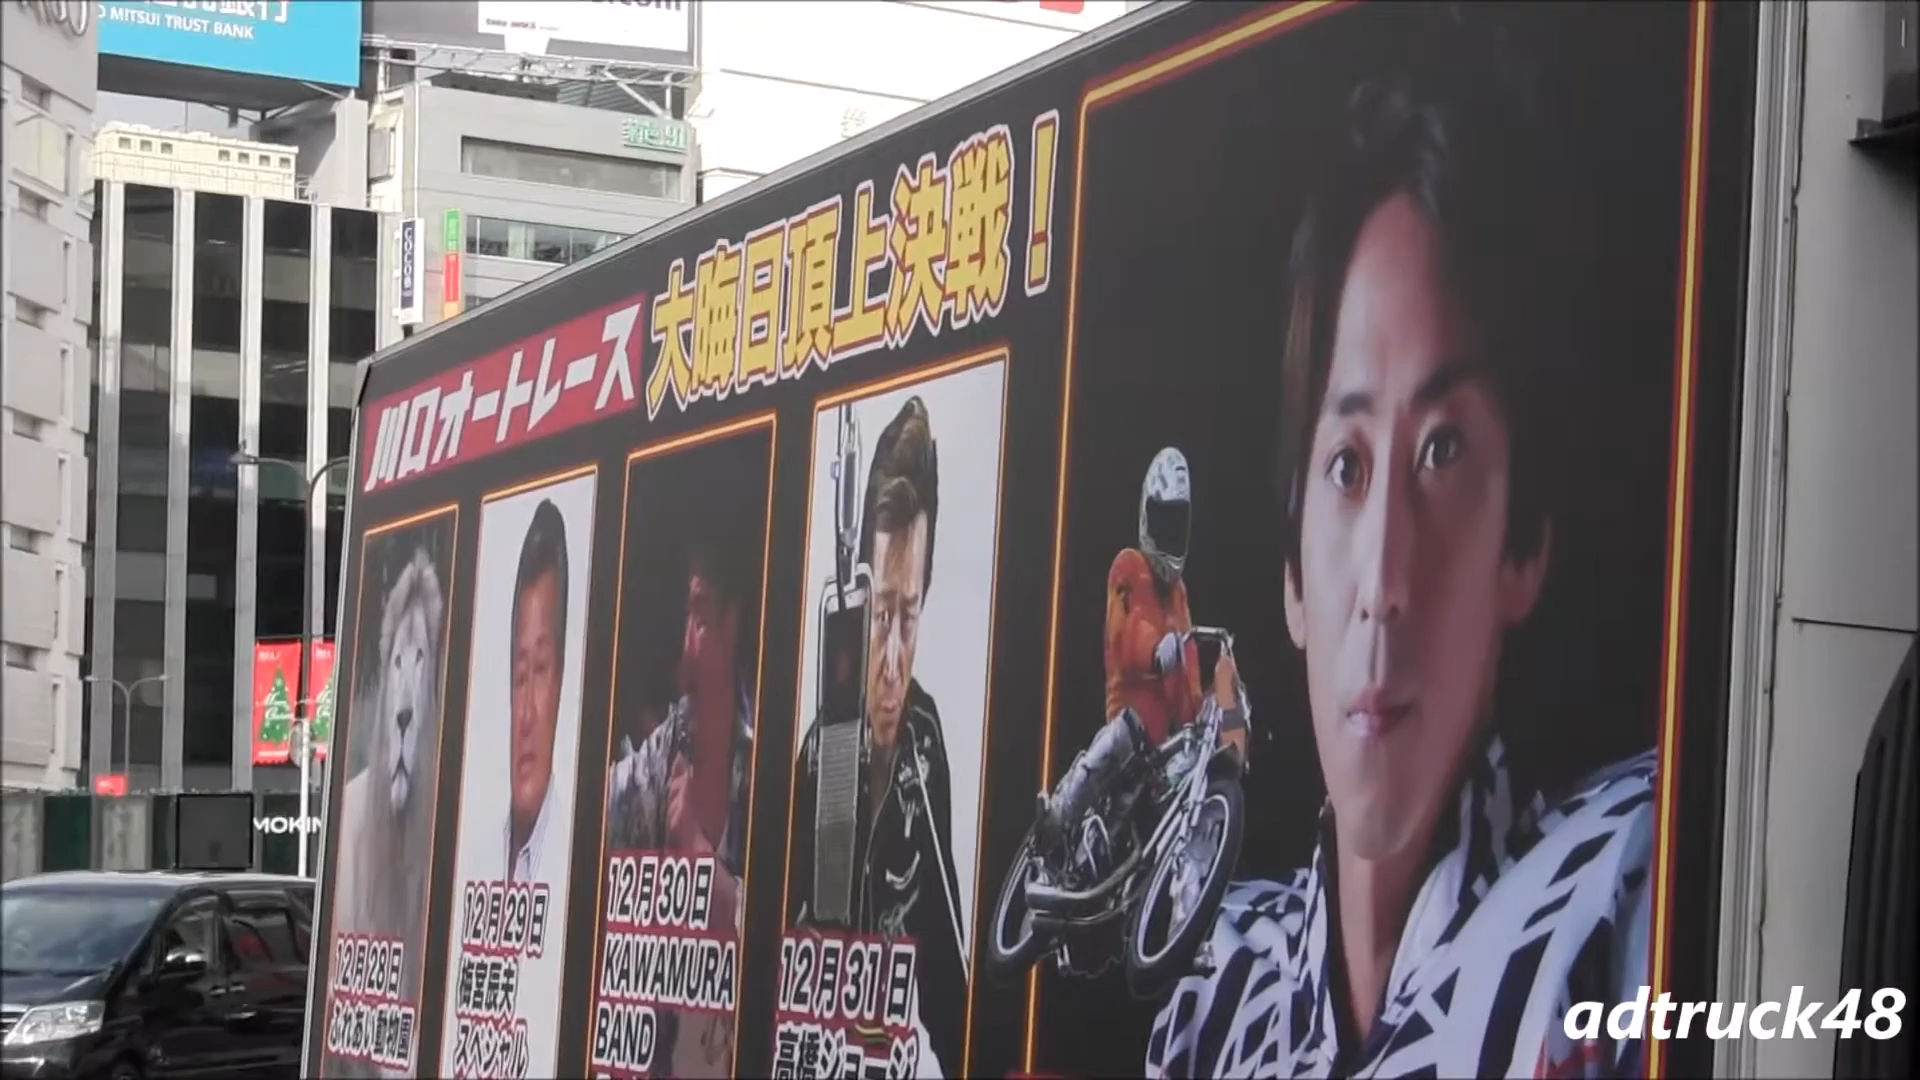 MITSUI TRUST BANK
川口オートレース
大晦日頂上決戦！
12月28日
ふれあい動物園
12月29日
梅宮辰夫
スペシャル
12月30日
KAWAMURA
BAND
12月31日
高橋ジョージ
adtruck48